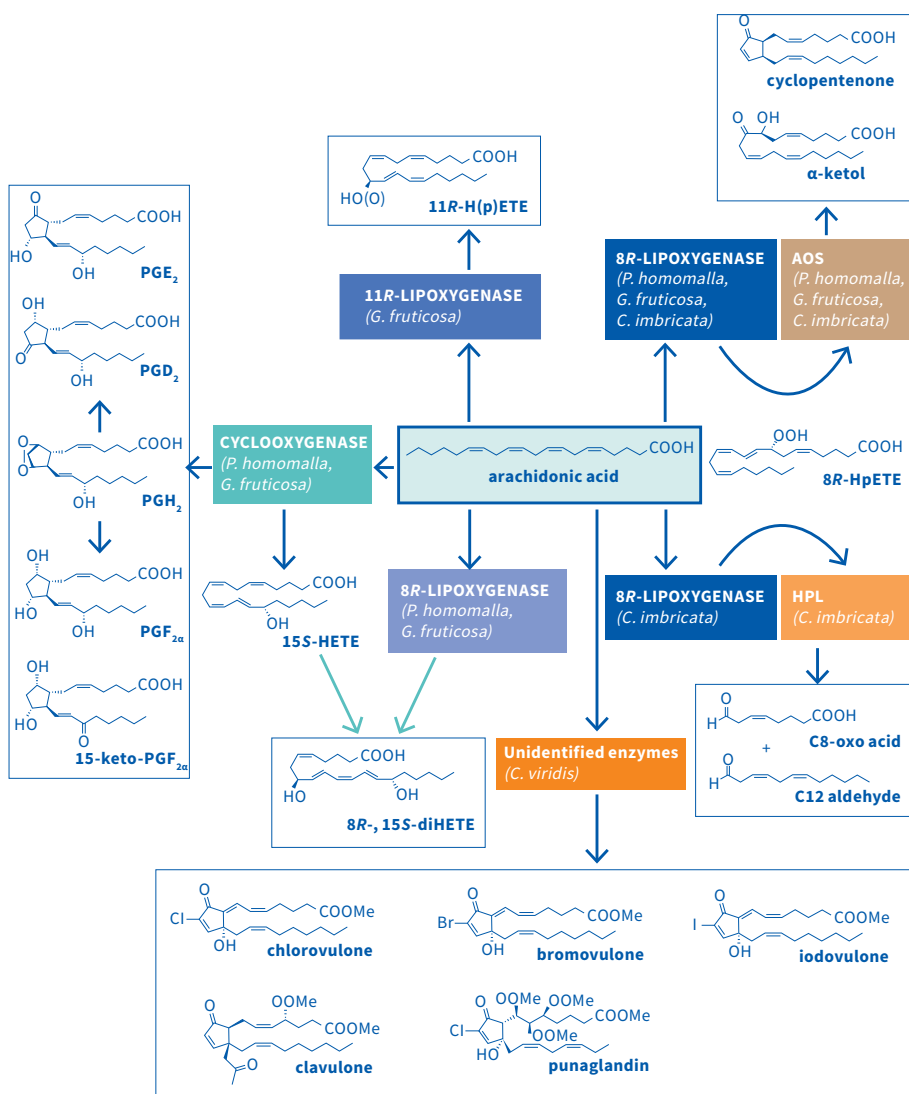 O
COOH
cyclopentenone
O
OH
COOH
α-ketol
COOH
HO(O)
11R-H(p)ETE
O
COOH
HO
OH
PGE2
OH
COOH
O
OH
PGD2
O
O
COOH
OH
PGH2
OH
COOH
HO
OH
PGF2α
OH
COOH
HO
O
15-keto-PGF2α
11R-LIPOXYGENASE
(G. fruticosa)
8R-LIPOXYGENASE
(P. homomalla,
G. fruticosa,
C. imbricata)
AOS
(P. homomalla,
G. fruticosa,
C. imbricata)
CYCLOOXYGENASE
(P. homomalla,
G. fruticosa)
COOH
arachidonic acid
OOH
COOH
8R-HpETE
COOH
OH
15S-HETE
8R-LIPOXYGENASE
(P. homomalla,
G. fruticosa)
8R-LIPOXYGENASE
(C. imbricata)
HPL
(C. imbricata)
O
H
COOH
C8-oxo acid
+
O
H
C12 aldehyde
COOH
HO
OH
8R-, 15S-diHETE
Unidentified enzymes
(C. viridis)
O
Cl
COOMe
OH
chlorovulone
O
Br
COOMe
OH
bromovulone
O
I
COOMe
OH
iodovulone
OOMe
O
COOMe
O
clavulone
OOMe
OOMe
O
COOMe
Cl
OOMe
HO
punaglandin